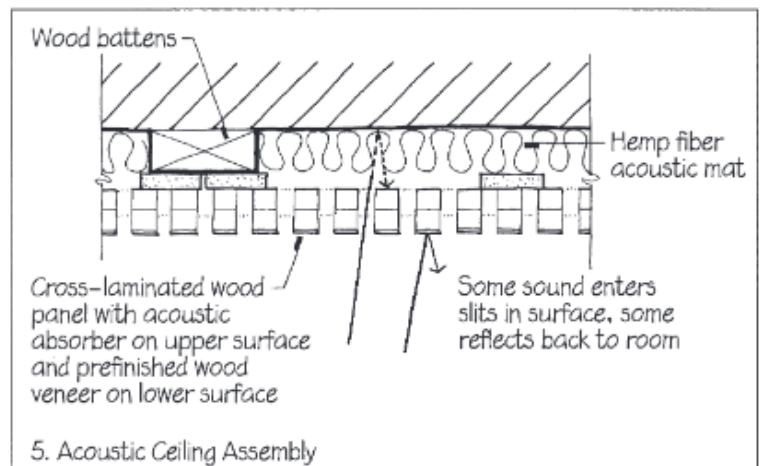 Wood battens
Hemp fiber
acoustic mat
Cross-laminated wood
panel with acoustic
absorber on upper surface
and prefinished wood
veneer on lower surface
Some sound enters
slits in surface, some
reflects back to room
5. Acoustic Ceiling Assembly